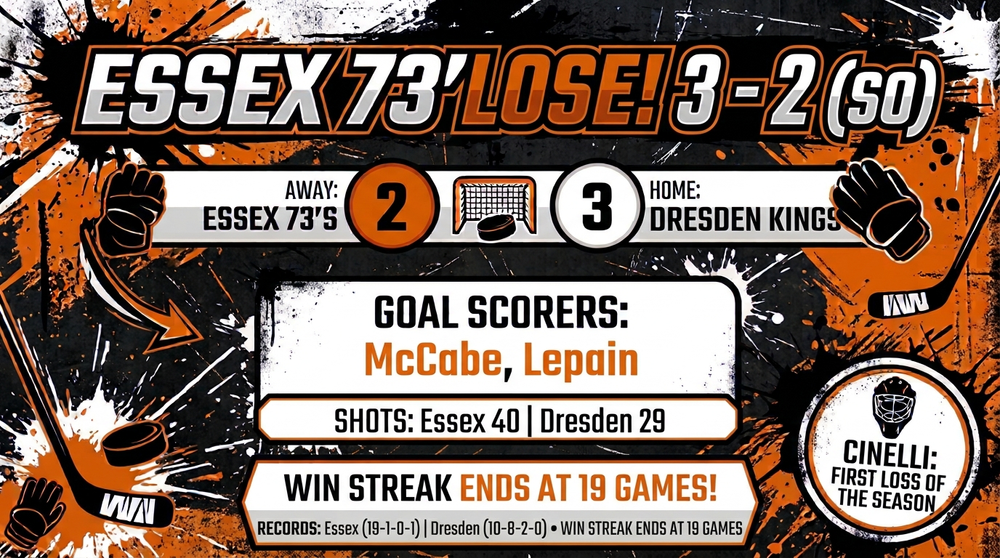 ESSEX 73' LOSE! 3 - 2 (SO)
AWAY:
ESSEX 73'S
2
3
HOME:
DRESDEN KINGS
GOAL SCORERS:
McCabe, Lepain
SHOTS: Essex 40 | Dresden 29
WIN STREAK ENDS AT 19 GAMES!
RECORDS: Essex (19-1-0-1) | Dresden (10-8-2-0) • WIN STREAK ENDS AT 19 GAMES
CINELLI:
FIRST LOSS OF
THE SEASON